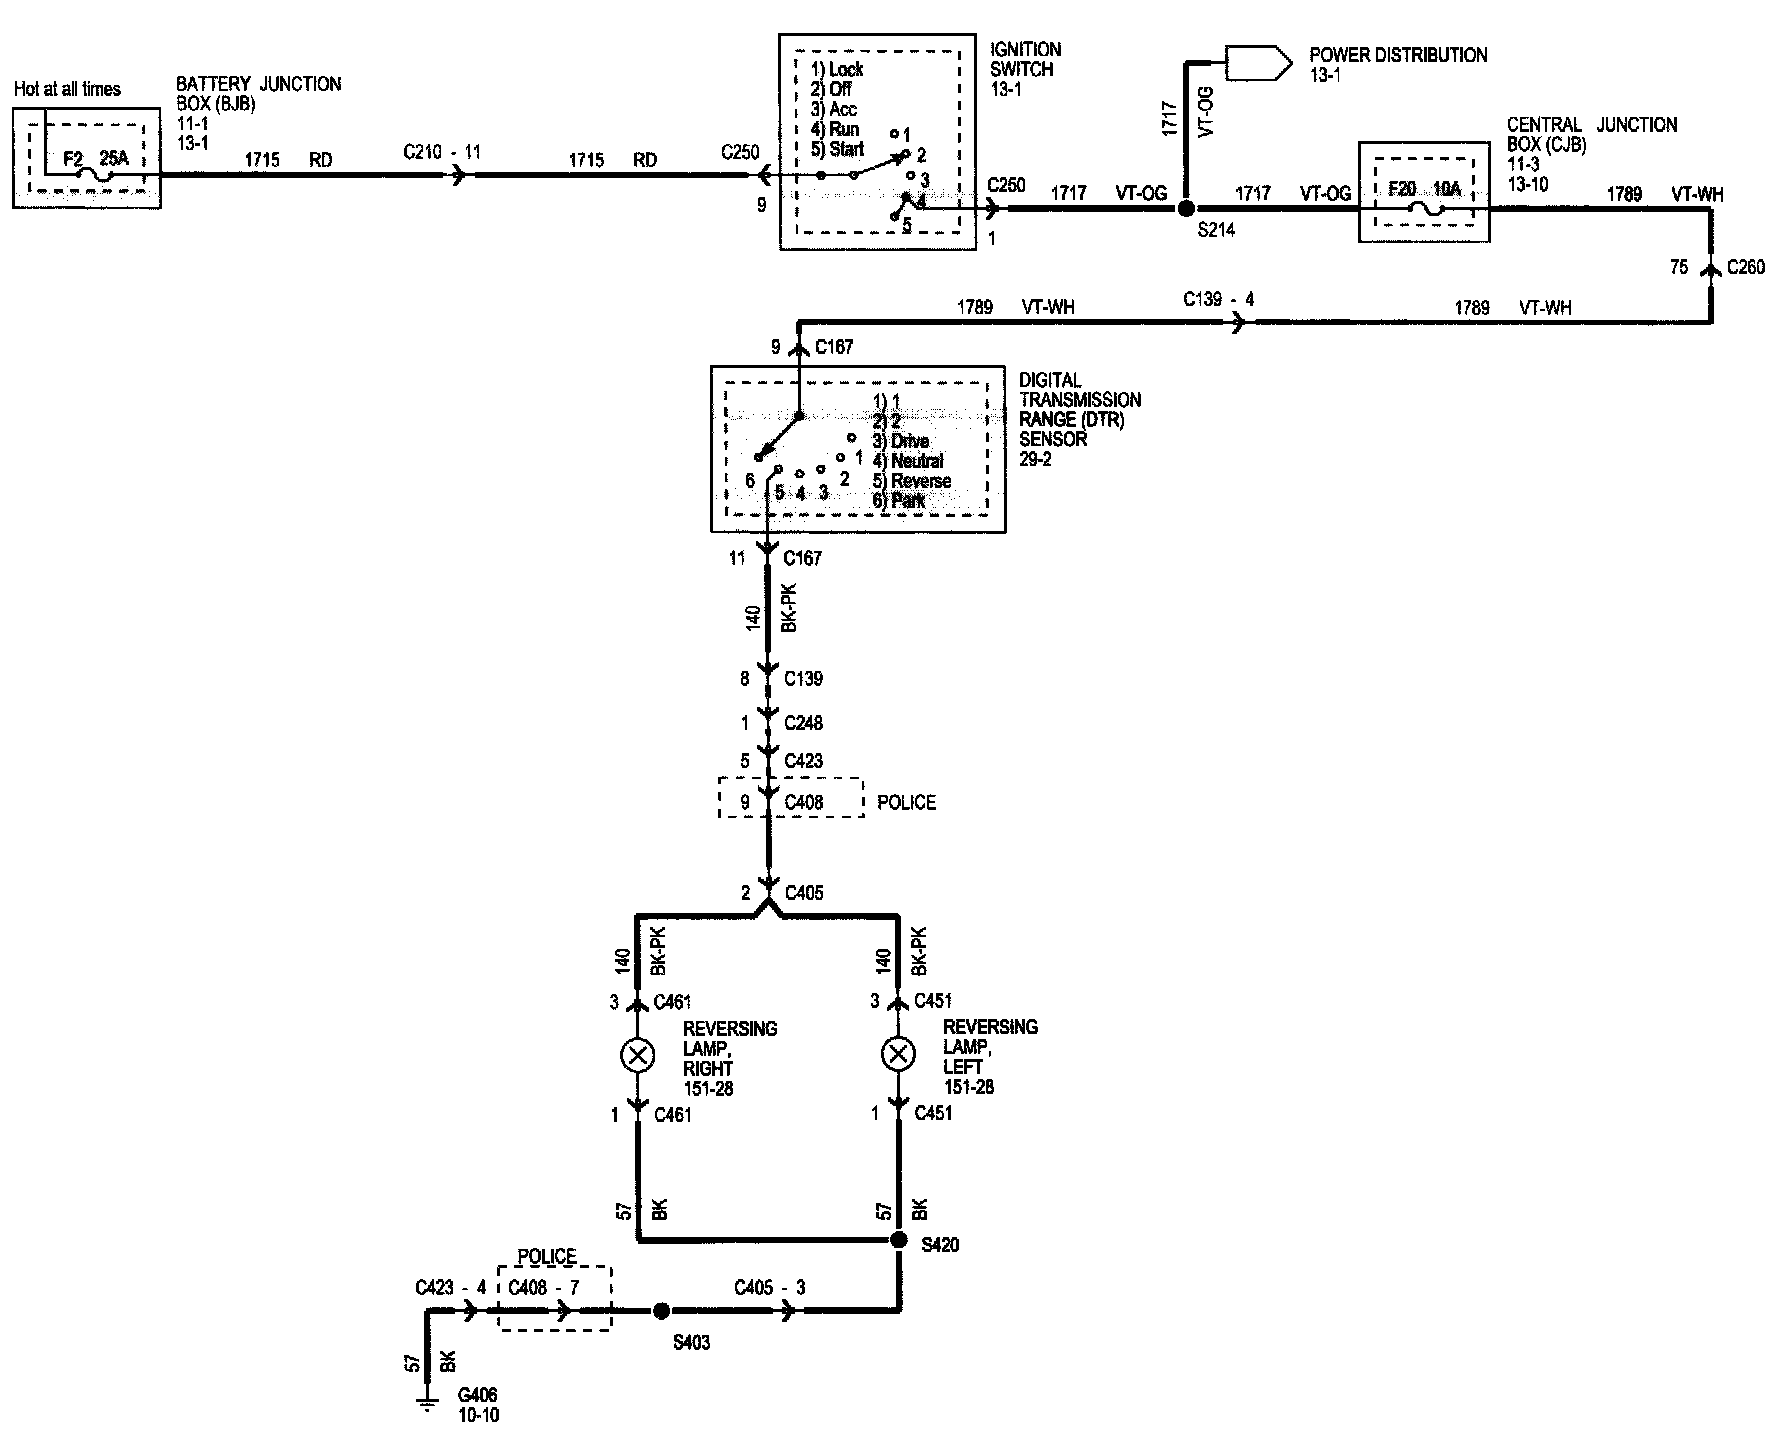 Hot at all times
BATTERY JUNCTION
BOX (BJB)
11-1
13-1
F2 25A
1715 RD
C210 - 11
1715 RD
C250
9
1) Lock
2) Off
3) Acc
4) Run
5) Start
1
2
3
4
5
IGNITION
SWITCH
13-1
C250
1
1717 VT-OG
1717
VT-OG
POWER DISTRIBUTION
13-1
S214
1717 VT-OG
F20 10A
CENTRAL JUNCTION
BOX (CJB)
11-3
13-10
1789 VT-WH
75 C260
1789 VT-WH
C139 - 4
1789 VT-WH
9 C167
DIGITAL
TRANSMISSION
RANGE (DTR)
SENSOR
29-2
1) 1
2) 2
3) Drive
4) Neutral
5) Reverse
6) Park
6 5 4 3 2 1
11 C167
140
BK-PK
8 C139
1 C248
5 C423
9 C408
POLICE
2 C405
140
BK-PK
140
BK-PK
3 C461
3 C451
REVERSING
LAMP,
RIGHT
151-28
REVERSING
LAMP,
LEFT
151-28
1 C461
1 C451
57
BK
57
BK
S420
POLICE
C423 - 4
C408 - 7
C405 - 3
S403
57
BK
G406
10-10